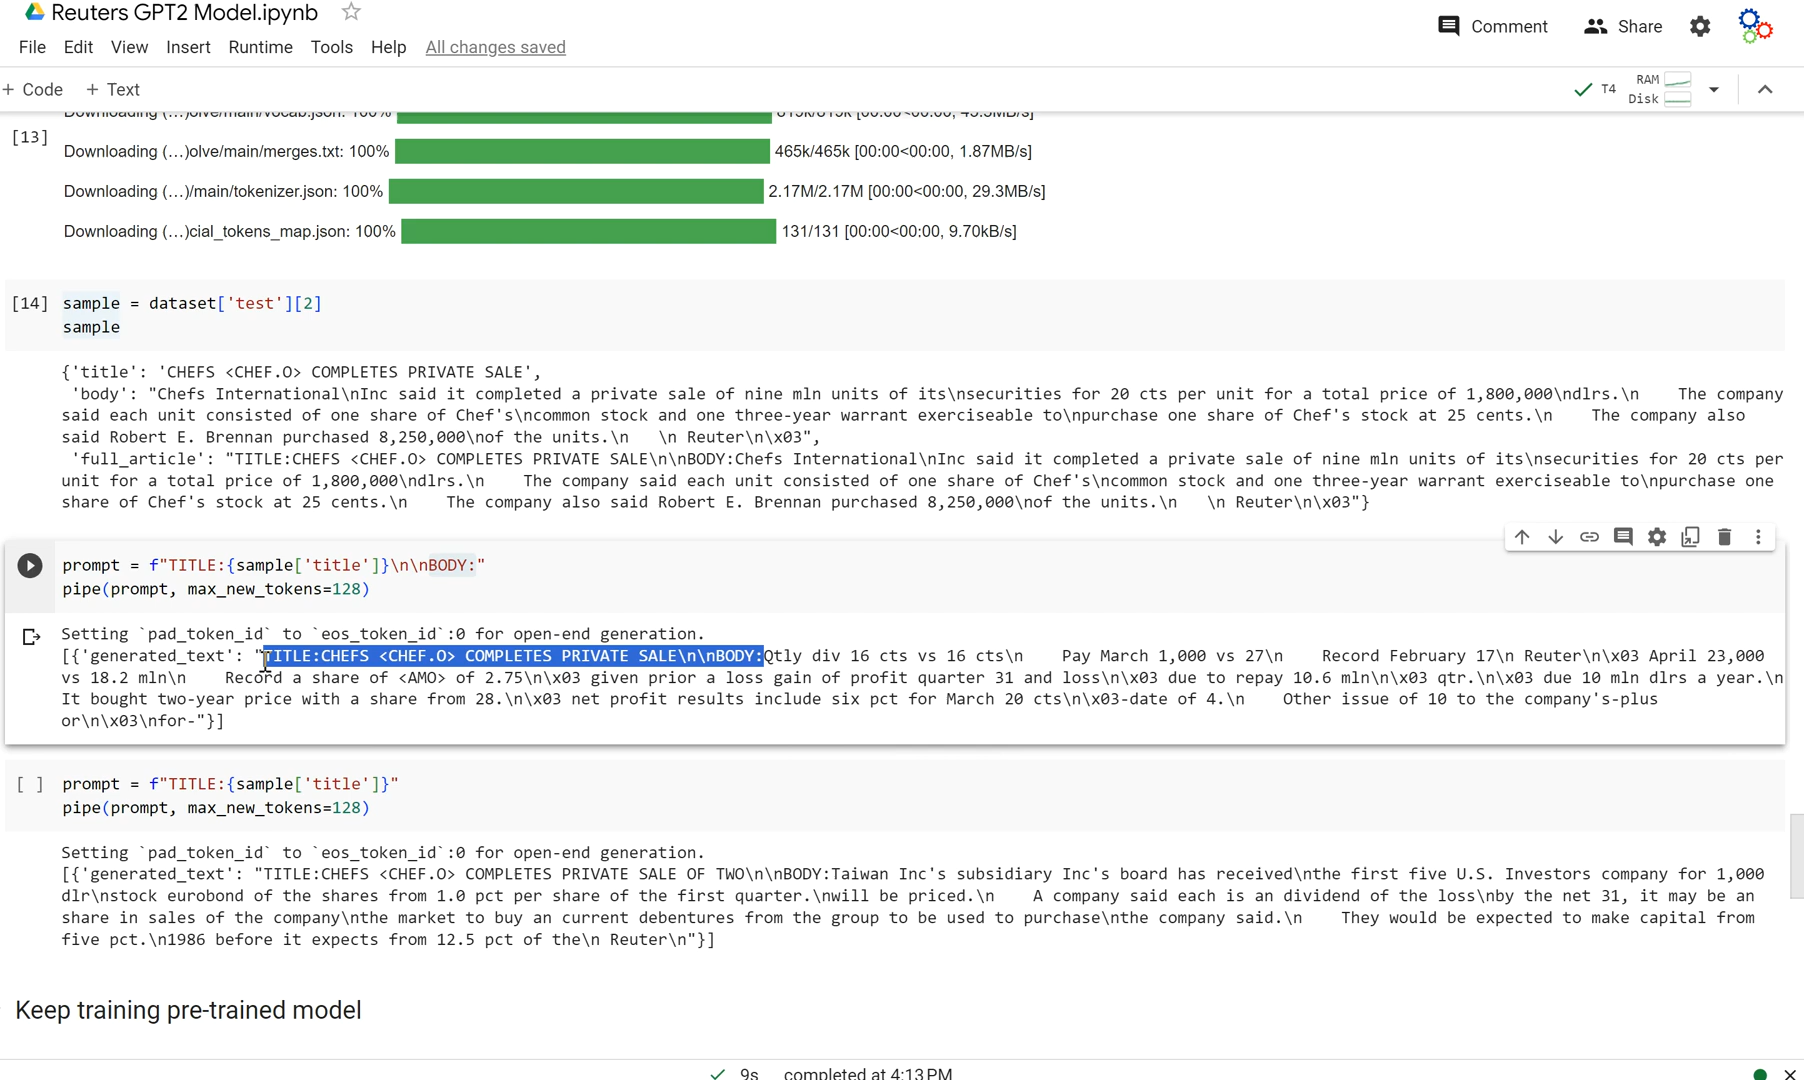 Reuters GPT2 Model.ipynb
Comment
Share
File Edit View Insert Runtime Tools Help All changes saved
+ Code + Text
T4
RAM
Disk
Downloading (…)olve/main/vocab.json: 100%
[13]
Downloading (…)olve/main/merges.txt: 100% 465k/465k [00:00<00:00, 1.87MB/s]
Downloading (…)/main/tokenizer.json: 100% 2.17M/2.17M [00:00<00:00, 29.3MB/s]
Downloading (…)cial_tokens_map.json: 100% 131/131 [00:00<00:00, 9.70kB/s]
[14] sample = dataset['test'][2]
sample
{'title': 'CHEFS <CHEF.O> COMPLETES PRIVATE SALE',
'body': "Chefs International\nInc said it completed a private sale of nine mln units of its\nsecurities for 20 cts per unit for a total price of 1,800,000\ndlrs.\n    The company
said each unit consisted of one share of Chef's\ncommon stock and one three-year warrant exerciseable to\npurchase one share of Chef's stock at 25 cents.\n    The company also
said Robert E. Brennan purchased 8,250,000\nof the units.\n   \n Reuter\n\x03",
'full_article': "TITLE:CHEFS <CHEF.O> COMPLETES PRIVATE SALE\n\nBODY:Chefs International\nInc said it completed a private sale of nine mln units of its\nsecurities for 20 cts per
unit for a total price of 1,800,000\ndlrs.\n    The company said each unit consisted of one share of Chef's\ncommon stock and one three-year warrant exerciseable to\npurchase one
share of Chef's stock at 25 cents.\n    The company also said Robert E. Brennan purchased 8,250,000\nof the units.\n   \n Reuter\n\x03"}
prompt = f"TITLE:{sample['title']}\n\nBODY:"
pipe(prompt, max_new_tokens=128)
Setting `pad_token_id` to `eos_token_id`:0 for open-end generation.
[{'generated_text': "TITLE:CHEFS <CHEF.O> COMPLETES PRIVATE SALE\n\nBODY:Qtly div 16 cts vs 16 cts\n    Pay March 1,000 vs 27\n    Record February 17\n Reuter\n\x03 April 23,000
vs 18.2 mln\n    Record a share of <AMO> of 2.75\n\x03 given prior a loss gain of profit quarter 31 and loss\n\x03 due to repay 10.6 mln\n\x03 qtr.\n\x03 due 10 mln dlrs a year.\n
It bought two-year price with a share from 28.\n\x03 net profit results include six pct for March 20 cts\n\x03-date of 4.\n    Other issue of 10 to the company's-plus
or\n\x03\nfor-"}]
[ ] prompt = f"TITLE:{sample['title']}"
pipe(prompt, max_new_tokens=128)
Setting `pad_token_id` to `eos_token_id`:0 for open-end generation.
[{'generated_text': "TITLE:CHEFS <CHEF.O> COMPLETES PRIVATE SALE OF TWO\n\nBODY:Taiwan Inc's subsidiary Inc's board has received\nthe first five U.S. Investors company for 1,000
dlr\nstock eurobond of the shares from 1.0 pct per share of the first quarter.\nwill be priced.\n    A company said each is an dividend of the loss\nby the net 31, it may be an
share in sales of the company\nthe market to buy an current debentures from the group to be used to purchase\nthe company said.\n    They would be expected to make capital from
five pct.\n1986 before it expects from 12.5 pct of the\n Reuter\n"}]
Keep training pre-trained model
9s completed at 4:13 PM